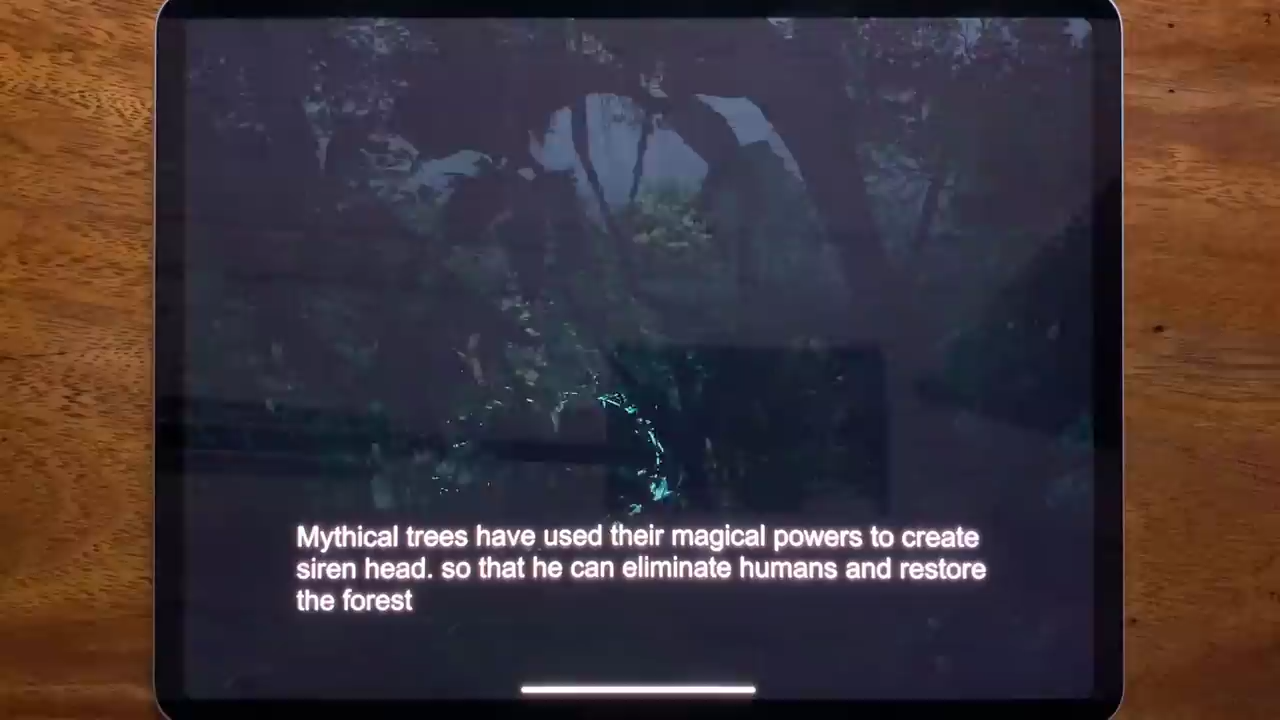 Mythical trees have used their magical powers to create
siren head. so that he can eliminate humans and restore
the forest